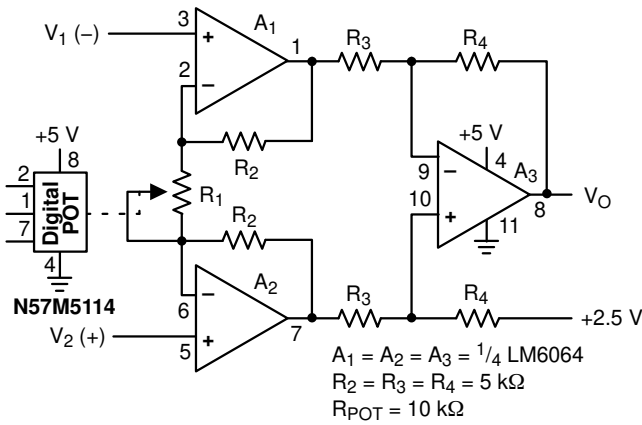 V1 (−)
3
+
A1
1
R3
R4
2
−
+5 V
8
R2
+5 V
4
A3
2
1
7
Digital
POT
R1
9
−
10
+
8
VO
11
R2
4
N57M5114
6
−
A2
7
R3
R4
+2.5 V
V2 (+)
5
+
A1 = A2 = A3 = 1/4 LM6064
R2 = R3 = R4 = 5 kΩ
RPOT = 10 kΩ